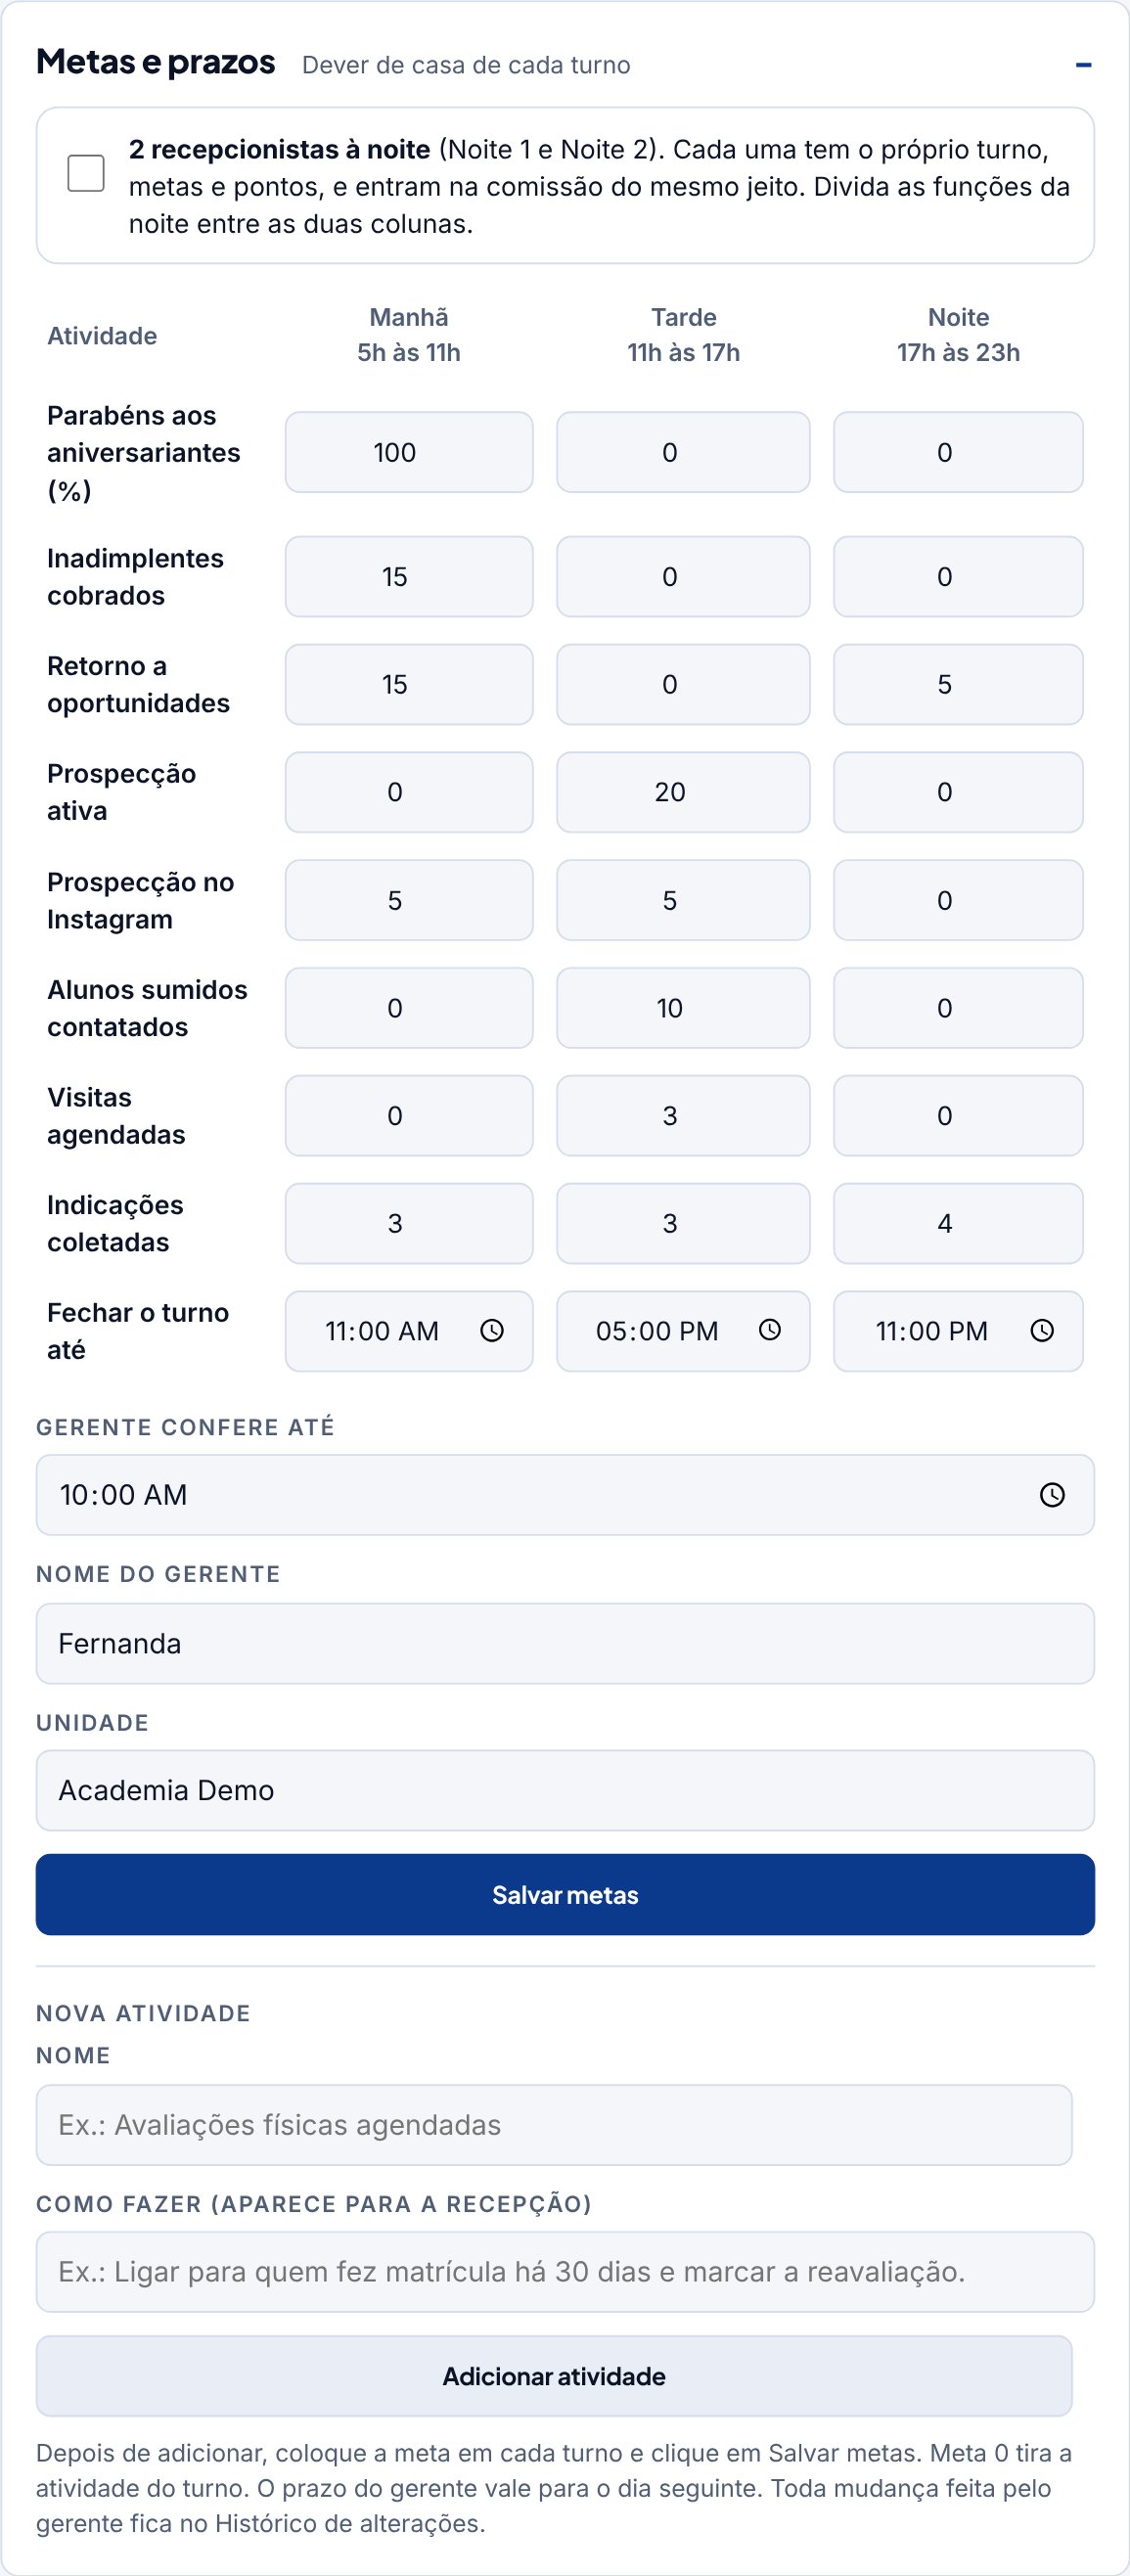 Metas e prazos Dever de casa de cada turno –
2 recepcionistas à noite (Noite 1 e Noite 2). Cada uma tem o próprio turno,
metas e pontos, e entram na comissão do mesmo jeito. Divida as funções da
noite entre as duas colunas.
Atividade
Manhã
5h às 11h
Tarde
11h às 17h
Noite
17h às 23h
Parabéns aos
aniversariantes
(%)
100 0 0
Inadimplentes
cobrados
15 0 0
Retorno a
oportunidades
15 0 5
Prospecção
ativa
0 20 0
Prospecção no
Instagram
5 5 0
Alunos sumidos
contatados
0 10 0
Visitas
agendadas
0 3 0
Indicações
coletadas
3 3 4
Fechar o turno
até
11:00 AM 05:00 PM 11:00 PM
GERENTE CONFERE ATÉ
10:00 AM
NOME DO GERENTE
Fernanda
UNIDADE
Academia Demo
Salvar metas
NOVA ATIVIDADE
NOME
Ex.: Avaliações físicas agendadas
COMO FAZER (APARECE PARA A RECEPÇÃO)
Ex.: Ligar para quem fez matrícula há 30 dias e marcar a reavaliação.
Adicionar atividade
Depois de adicionar, coloque a meta em cada turno e clique em Salvar metas. Meta 0 tira a
atividade do turno. O prazo do gerente vale para o dia seguinte. Toda mudança feita pelo
gerente fica no Histórico de alterações.